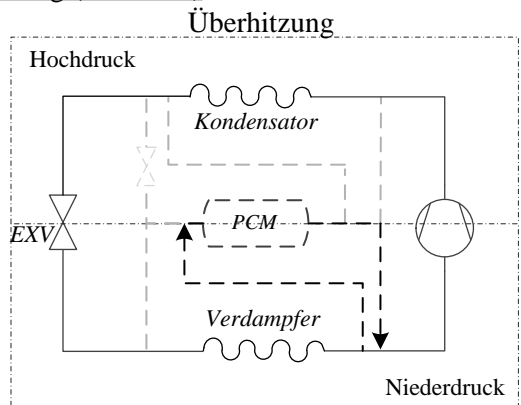 Überhitzung
Hochdruck
Kondensator
EXV
PCM
Verdampfer
Niederdruck